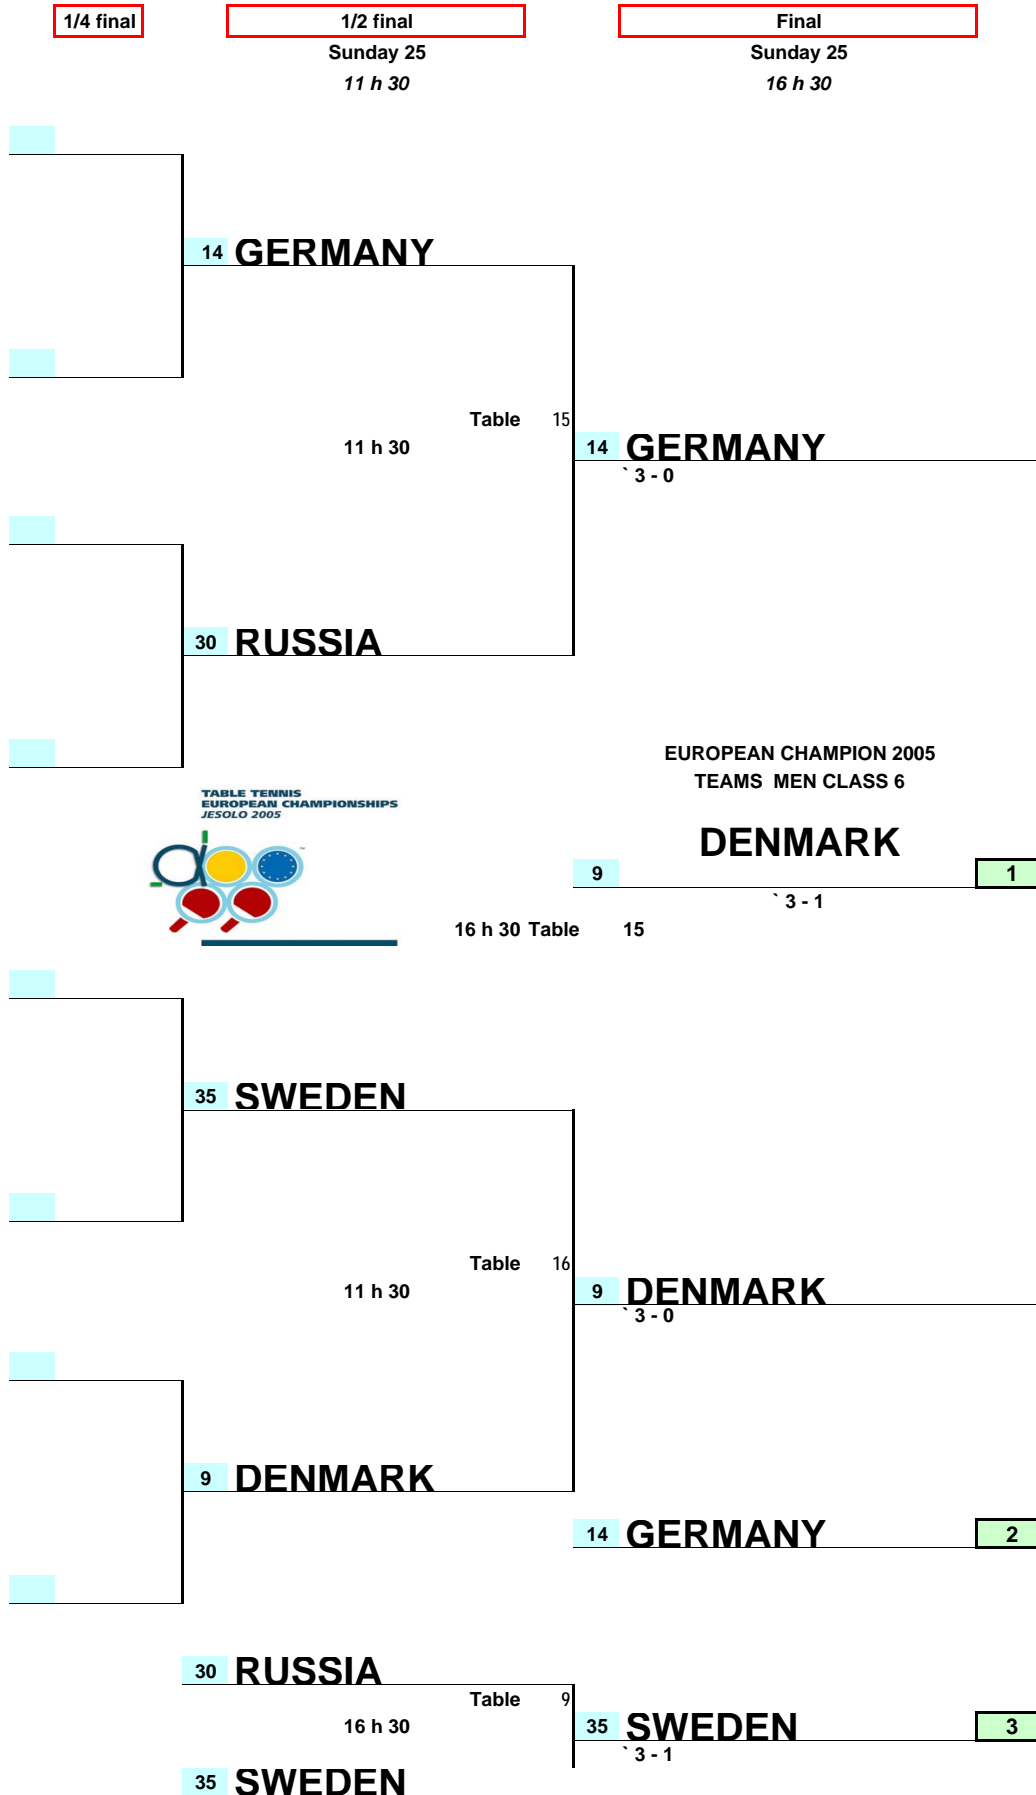 1/4 final 1/2 final Final
Sunday 25 Sunday 25
11 h 30 16 h 30
14 GERMANY
Table 15
11 h 30 14 GERMANY
` 3 - 0
30 RUSSIA
EUROPEAN CHAMPION 2005
TEAMS MEN CLASS 6
TABLE TENNIS
EUROPEAN CHAMPIONSHIPS
JESOLO 2005
DENMARK
9 1
` 3 - 1
16 h 30 Table 15
35 SWEDEN
Table 16
11 h 30 9 DENMARK
` 3 - 0
9 DENMARK
14 GERMANY 2
30 RUSSIA
Table 9
16 h 30 35 SWEDEN 3
` 3 - 1
35 SWEDEN